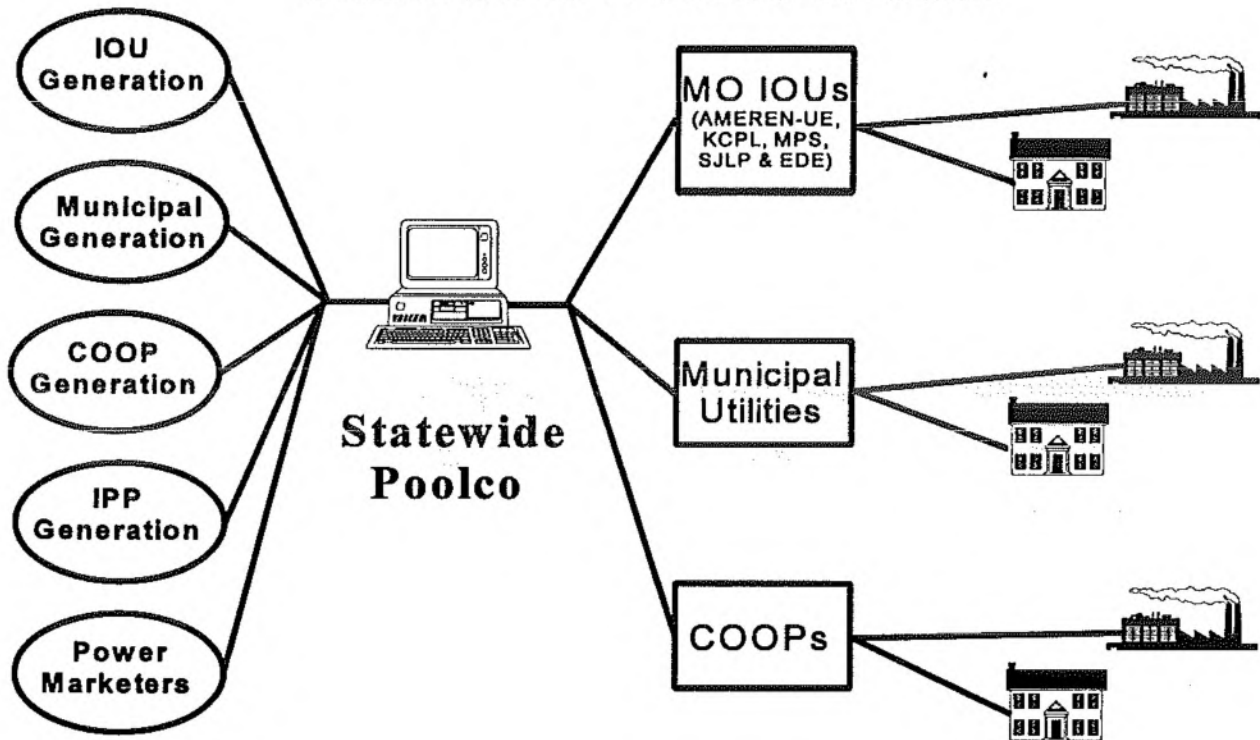 IOU
Generation
Municipal
Generation
COOP
Generation
IPP
Generation
Power
Marketers
Statewide
Poolco
MO IOUs
(AMEREN-UE,
KCPL, MPS,
SJLP & EDE)
Municipal
Utilities
COOPs